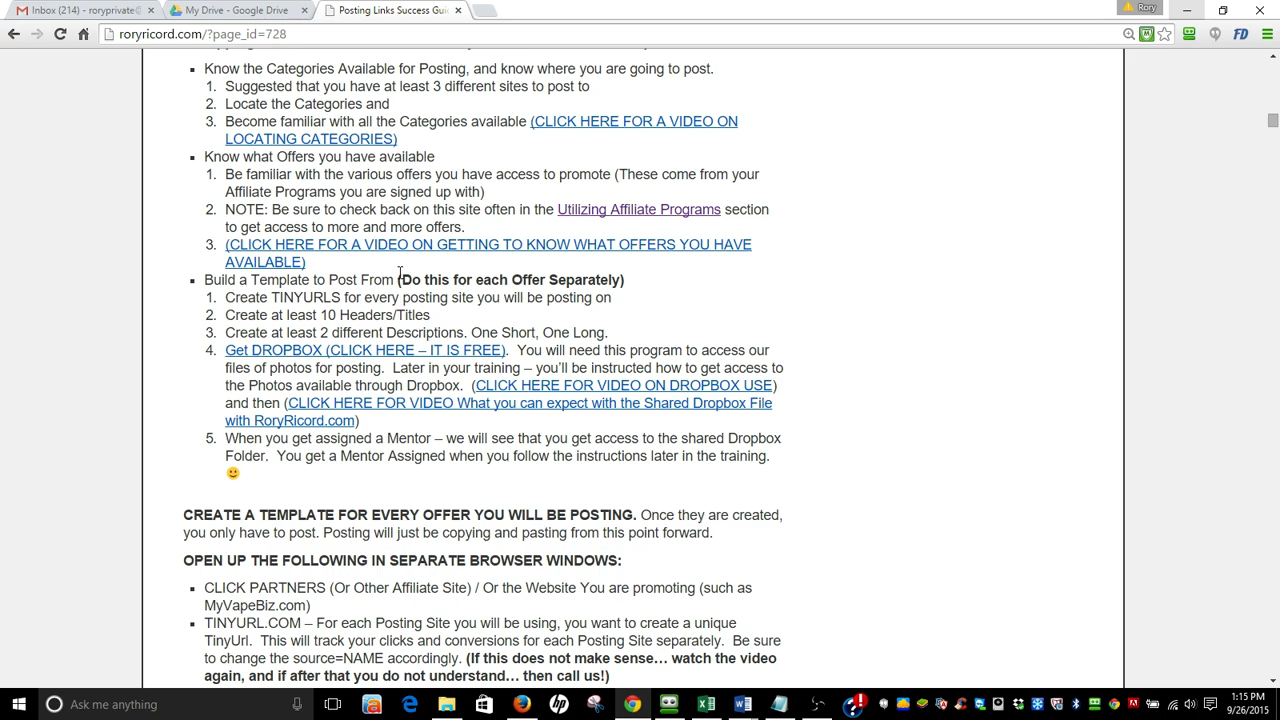 Inbox (214) - roryprivate@
My Drive - Google Drive
Posting Links Success Gui
Rory
roryricord.com/?page_id=728
Know the Categories Available for Posting, and know where you are going to post.
1. Suggested that you have at least 3 different sites to post to
2. Locate the Categories and
3. Become familiar with all the Categories available (CLICK HERE FOR A VIDEO ON
LOCATING CATEGORIES)
Know what Offers you have available
1. Be familiar with the various offers you have access to promote (These come from your
Affiliate Programs you are signed up with)
2. NOTE: Be sure to check back on this site often in the Utilizing Affiliate Programs section
to get access to more and more offers.
3. (CLICK HERE FOR A VIDEO ON GETTING TO KNOW WHAT OFFERS YOU HAVE
AVAILABLE)
Build a Template to Post From (Do this for each Offer Separately)
1. Create TINYURLS for every posting site you will be posting on
2. Create at least 10 Headers/Titles
3. Create at least 2 different Descriptions. One Short, One Long.
4. Get DROPBOX (CLICK HERE – IT IS FREE). You will need this program to access our
files of photos for posting. Later in your training – you'll be instructed how to get access to
the Photos available through Dropbox. (CLICK HERE FOR VIDEO ON DROPBOX USE)
and then (CLICK HERE FOR VIDEO What you can expect with the Shared Dropbox File
with RoryRicord.com)
5. When you get assigned a Mentor – we will see that you get access to the shared Dropbox
Folder. You get a Mentor Assigned when you follow the instructions later in the training.
CREATE A TEMPLATE FOR EVERY OFFER YOU WILL BE POSTING. Once they are created,
you only have to post. Posting will just be copying and pasting from this point forward.
OPEN UP THE FOLLOWING IN SEPARATE BROWSER WINDOWS:
CLICK PARTNERS (Or Other Affiliate Site) / Or the Website You are promoting (such as
MyVapeBiz.com)
TINYURL.COM – For each Posting Site you will be using, you want to create a unique
TinyUrl. This will track your clicks and conversions for each Posting Site separately. Be sure
to change the source=NAME accordingly. (If this does not make sense… watch the video
again, and if after that you do not understand… then call us!)
Ask me anything
1:15 PM
9/26/2015